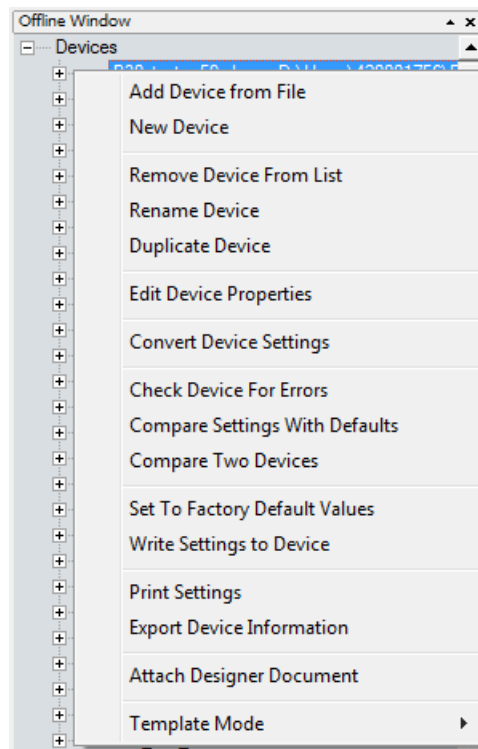 Offline Window
Devices
Add Device from File
New Device
Remove Device From List
Rename Device
Duplicate Device
Edit Device Properties
Convert Device Settings
Check Device For Errors
Compare Settings With Defaults
Compare Two Devices
Set To Factory Default Values
Write Settings to Device
Print Settings
Export Device Information
Attach Designer Document
Template Mode